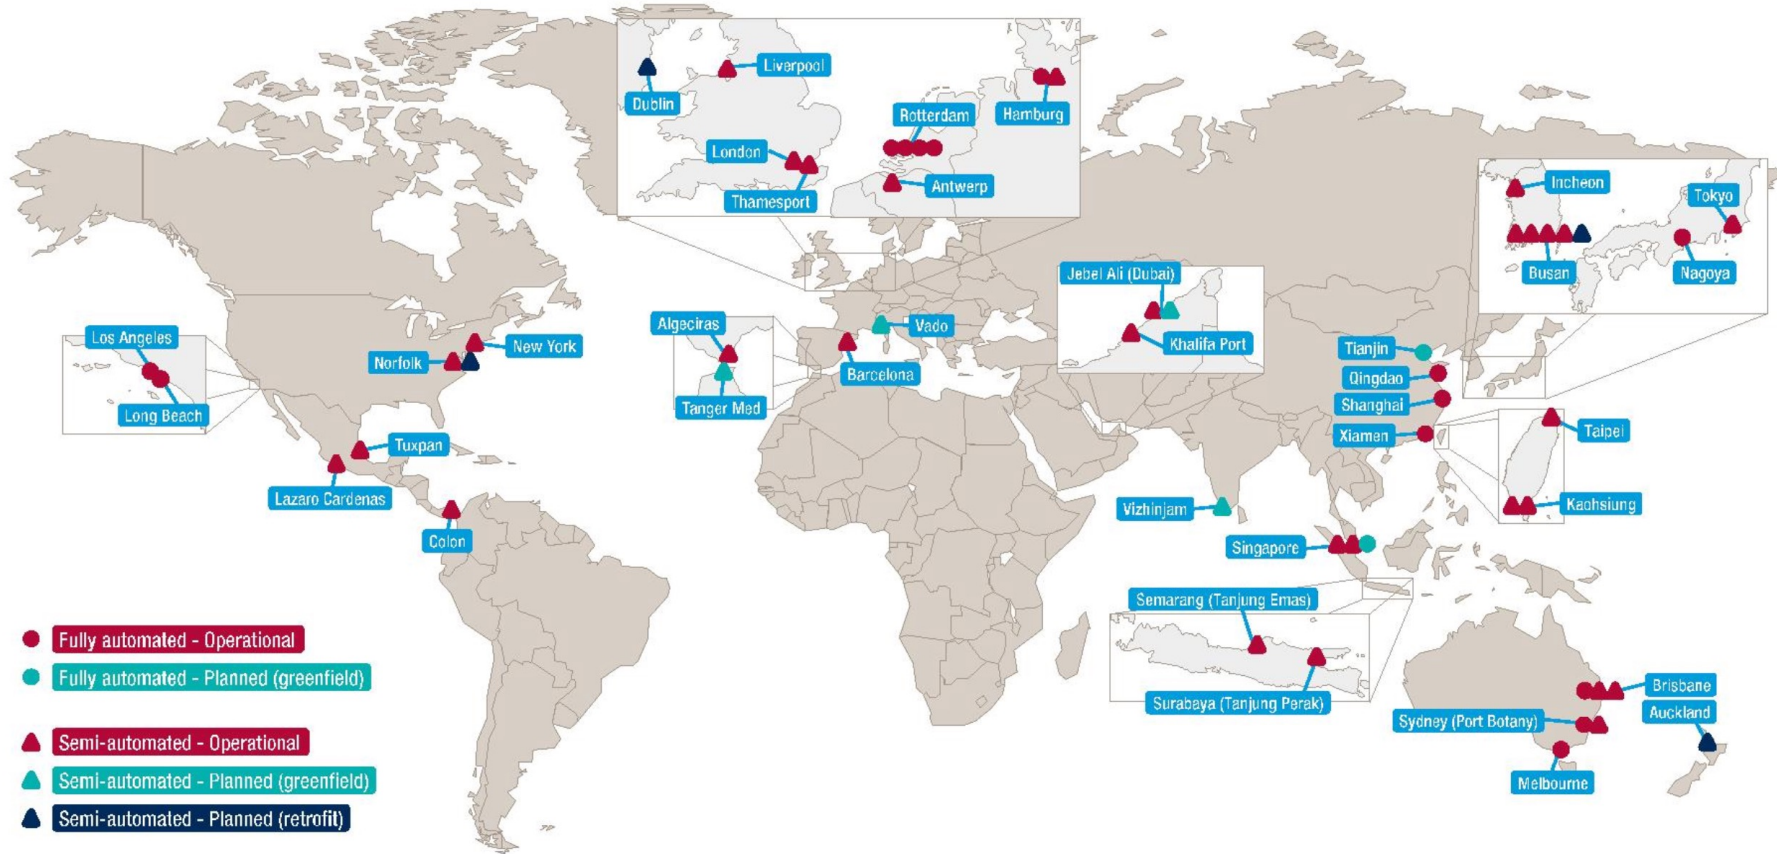 Liverpool
Dublin
Hamburg
Rotterdam
London
Antwerp
Thamesport
Incheon
Tokyo
Busan
Nagoya
Jebel Ali (Dubai)
Khalifa Port
Algeciras
Vado
Barcelona
Tanger Med
Los Angeles
Long Beach
New York
Norfolk
Tuxpan
Lazaro Cardenas
Colon
Tianjin
Qingdao
Shanghai
Xiamen
Taipei
Kaohsiung
Vizhinjam
Singapore
Semarang (Tanjung Emas)
Surabaya (Tanjung Perak)
Brisbane
Auckland
Sydney (Port Botany)
Melbourne
Fully automated - Operational
Fully automated - Planned (greenfield)
Semi-automated - Operational
Semi-automated - Planned (greenfield)
Semi-automated - Planned (retrofit)